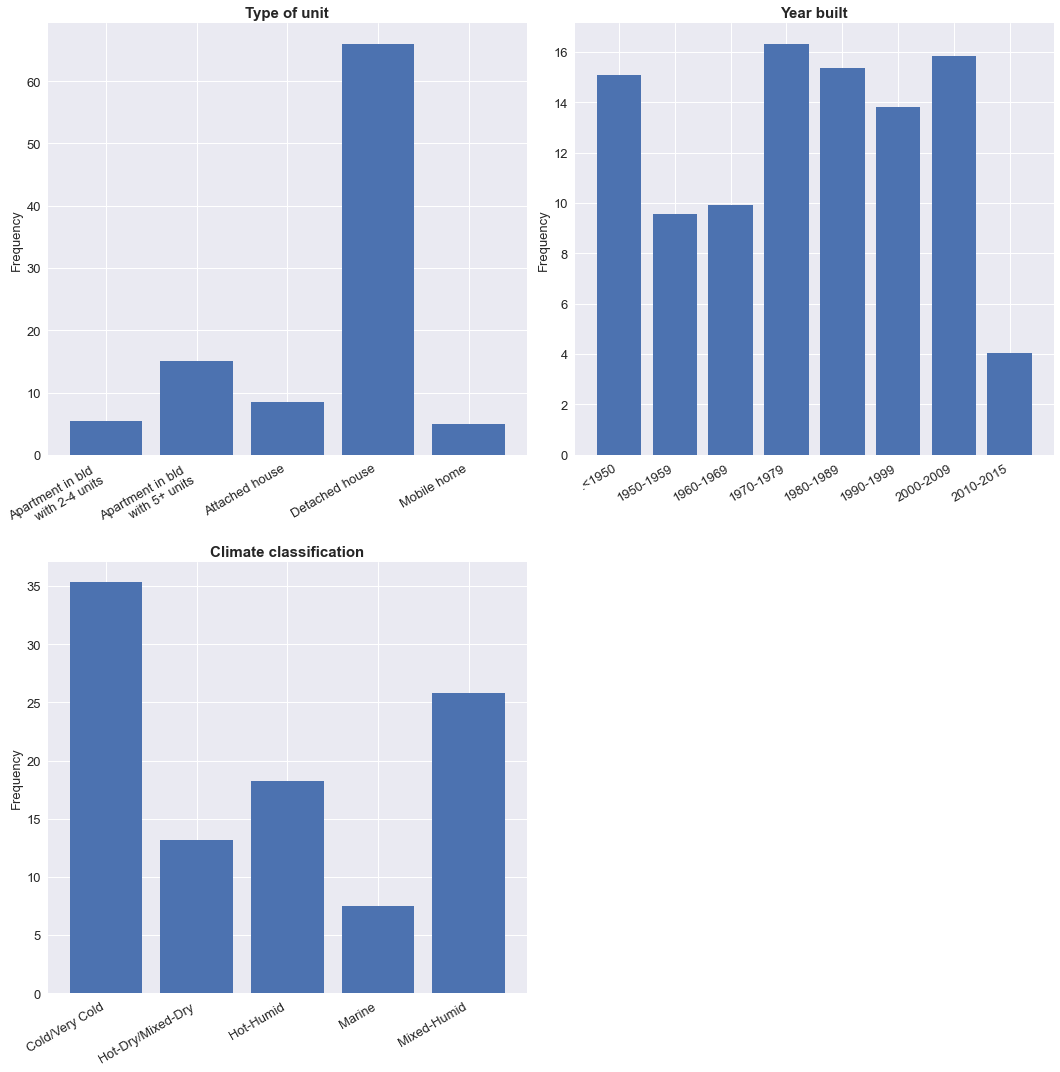 Type of unit
Frequency
60
50
40
30
20
10
0
Apartment in bld
with 2-4 units
Apartment in bld
with 5+ units
Attached house
Detached house
Mobile home
Year built
Frequency
16
14
12
10
8
6
4
2
0
.<1950
1950-1959
1960-1969
1970-1979
1980-1989
1990-1999
2000-2009
2010-2015
Climate classification
Frequency
35
30
25
20
15
10
5
0
Cold/Very Cold
Hot-Dry/Mixed-Dry
Hot-Humid
Marine
Mixed-Humid